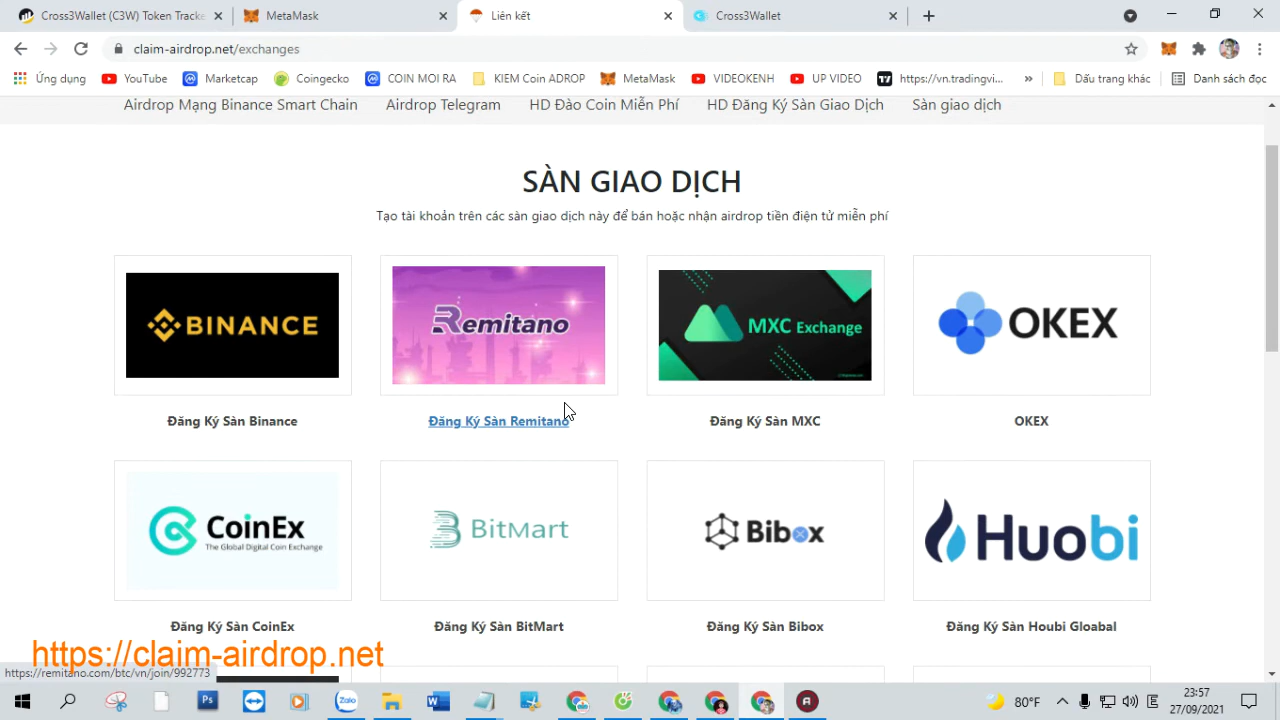 Cross3Wallet (C3W) Token Tracke
MetaMask
Liên kết
Cross3Wallet
claim-airdrop.net/exchanges
Ứng dụng
YouTube
Marketcap
Coingecko
COIN MOI RA
KIEM Coin ADROP
MetaMask
VIDEOKENH
UP VIDEO
https://vn.tradingvi...
»
Dấu trang khác
Danh sách đọc
Airdrop Mạng Binance Smart Chain
Airdrop Telegram
HD Đào Coin Miễn Phí
HD Đăng Ký Sàn Giao Dịch
Sàn giao dịch
SÀN GIAO DỊCH
Tạo tài khoản trên các sàn giao dịch này để bán hoặc nhận airdrop tiền điện tử miễn phí
BINANCE
Remitano
MXC Exchange
OKEX
Đăng Ký Sàn Binance
Đăng Ký Sàn Remitano
Đăng Ký Sàn MXC
OKEX
CoinEx
The Global Digital Coin Exchange
BitMart
Bibox
Huobi
Đăng Ký Sàn CoinEx
Đăng Ký Sàn BitMart
Đăng Ký Sàn Bibox
Đăng Ký Sàn Houbi Gloabal
https://claim-airdrop.net
https://remitano.com/btc/vn/join/992773
Ps
Zalo
80°F
23:57
27/09/2021